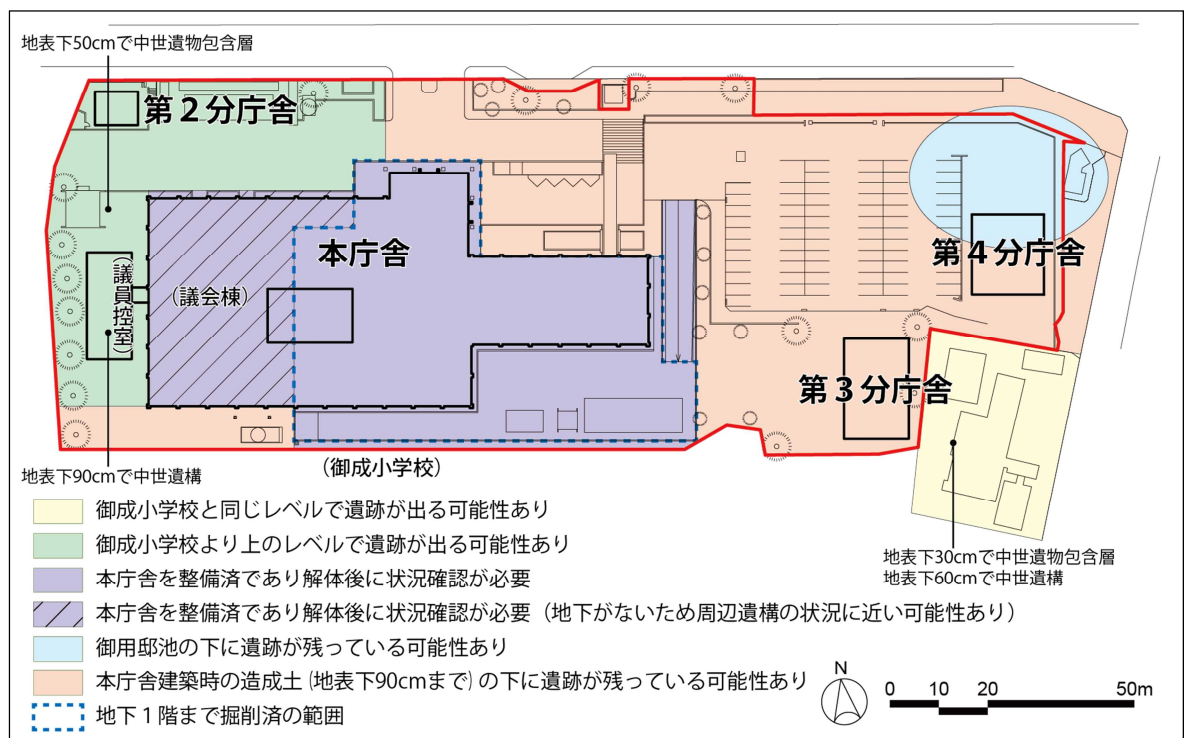 地表下50cmで中世遺物包含層
第2分庁舎
本庁舎
(議会棟)
(議員控室)
第4分庁舎
第3分庁舎
(御成小学校)
地表下90cmで中世遺構
地表下30cmで中世遺物包含層
地表下60cmで中世遺構
御成小学校と同じレベルで遺跡が出る可能性あり
御成小学校より上のレベルで遺跡が出る可能性あり
本庁舎を整備済であり解体後に状況確認が必要
本庁舎を整備済であり解体後に状況確認が必要（地下がないため周辺遺構の状況に近い可能性あり）
御用邸池の下に遺跡が残っている可能性あり
本庁舎建築時の造成土 (地表下90cmまで) の下に遺跡が残っている可能性あり
地下1階まで掘削済の範囲
N
0 10 20 50m